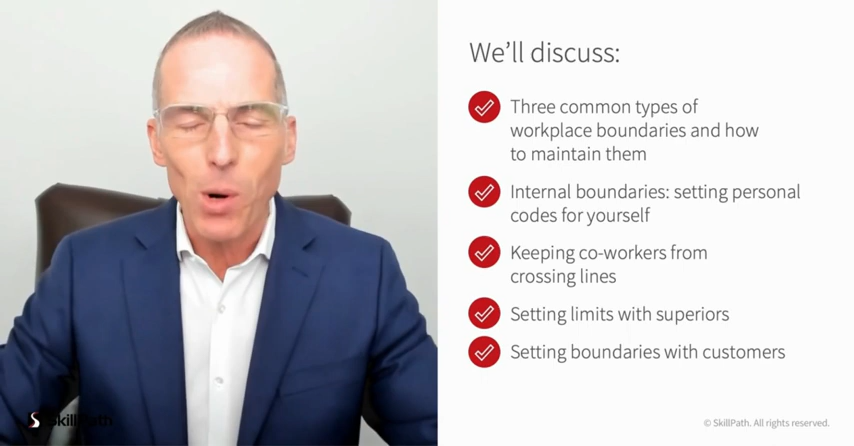 We'll discuss:
Three common types of
workplace boundaries and how
to maintain them
Internal boundaries: setting personal
codes for yourself
Keeping co-workers from
crossing lines
Setting limits with superiors
Setting boundaries with customers
SkillPath
© SkillPath. All rights reserved.